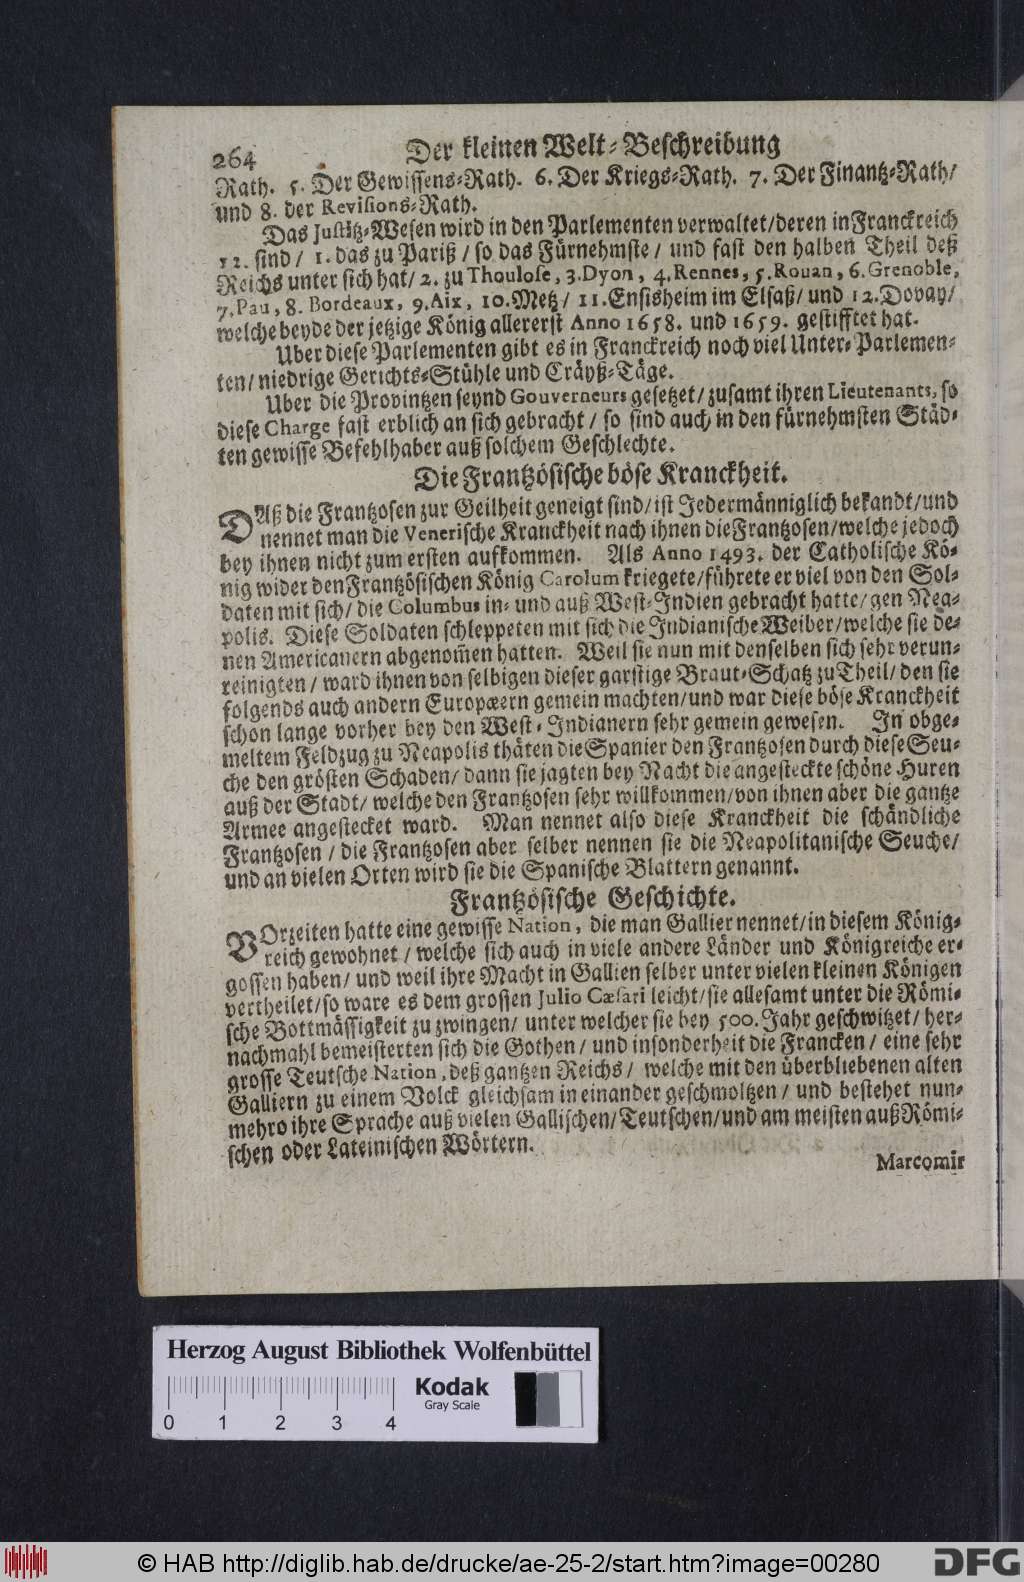 264 Der kleinen Welt-Beschreibung
Rath. 5. Der Gewissens-Rath. 6. Der Kriegs-Rath. 7. Der Finantz-Rath/
und 8. der Revisions-Rath.
Das Justitz-Wesen wird in den Parlementen verwaltet/deren in Franckreich
12. sind/ 1. das zu Pariß/ so das Fürnehmste/ und fast den halben Theil deß
Reichs unter sich hat/ 2. zu Thoulose, 3. Dyon, 4. Rennes, 5. Rouan, 6. Grenoble,
7. Pau, 8. Bordeaux, 9. Aix, 10. Metz/ 11. Ensisheim im Elsaß/ und 12. Dovay/
welche beyde der jetzige König allererst Anno 1658. und 1659. gestifftet hat.
Uber diese Parlementen gibt es in Franckreich noch viel Unter-Parlemen-
ten/ niedrige Gerichts-Stühle und Cräyß-Täge.
Uber die Provintzen seynd Gouverneurs gesetzet/ zusamt ihren Lieutenants, so
diese Charge fast erblich an sich gebracht/ so sind auch in den fürnehmsten Städ-
ten gewisse Befehlhaber auß solchem Geschlechte.
Die Frantzösische böse Kranckheit.
DAß die Frantzosen zur Geilheit geneigt sind/ ist Jedermänniglich bekandt/ und
nennet man die Venerische Kranckheit nach ihnen die Frantzosen/ welche jedoch
bey ihnen nicht zum ersten aufkommen. Als Anno 1493. der Catholische Kö-
nig wider den Frantzösischen König Carolum kriegete/ führete er viel von den Sol-
daten mit sich/ die Columbus in- und auß West-Indien gebracht hatte/ gen Nea-
polis. Diese Soldaten schleppeten mit sich die Indianische Weiber/ welche sie de-
nen Americanern abgenom̃en hatten. Weil sie nun mit denselben sich sehr verun-
reinigten/ ward ihnen von selbigen dieser garstige Braut-Schatz zu Theil/ den sie
folgends auch andern Europæern gemein machten/ und war diese böse Kranckheit
schon lange vorher bey den West-Indianern sehr gemein gewesen. In obge-
meltem Feldzug zu Neapolis thäten die Spanier den Frantzosen durch diese Seu-
che den grösten Schaden/ dann sie jagten bey Nacht die angesteckte schöne Huren
auß der Stadt/ welche den Frantzosen sehr willkommen/ von ihnen aber die gantze
Armee angestecket ward. Man nennet also diese Kranckheit die schändliche
Frantzosen/ die Frantzosen aber selber nennen sie die Neapolitanische Seuche/
und an vielen Orten wird sie die Spanische Blattern genannt.
Frantzösische Geschichte.
VOrzeiten hatte eine gewisse Nation, die man Gallier nennet/ in diesem König-
reich gewohnet/ welche sich auch in viele andere Länder und Königreiche er-
gossen haben/ und weil ihre Macht in Gallien selber unter vielen kleinen Königen
vertheilet/ so ware es dem grossen Julio Cæsari leicht/ sie allesamt unter die Römi-
sche Bottmässigkeit zu zwingen/ unter welcher sie bey 500. Jahr geschwitzet/ her-
nachmahl bemeisterten sich die Gothen/ und insonderheit die Francken/ eine sehr
grosse Teutsche Nation, deß gantzen Reichs/ welche mit den überbliebenen alten
Galliern zu einem Volck gleichsam in einander geschmoltzen/ und bestehet nun-
mehro ihre Sprache auß vielen Gallischen/ Teutschen/ und am meisten auß Römi-
schen oder Lateinischen Wörtern.
Marcomir
Herzog August Bibliothek Wolfenbüttel
Kodak
Gray Scale
0 1 2 3 4
© HAB http://diglib.hab.de/drucke/ae-25-2/start.htm?image=00280
DFG